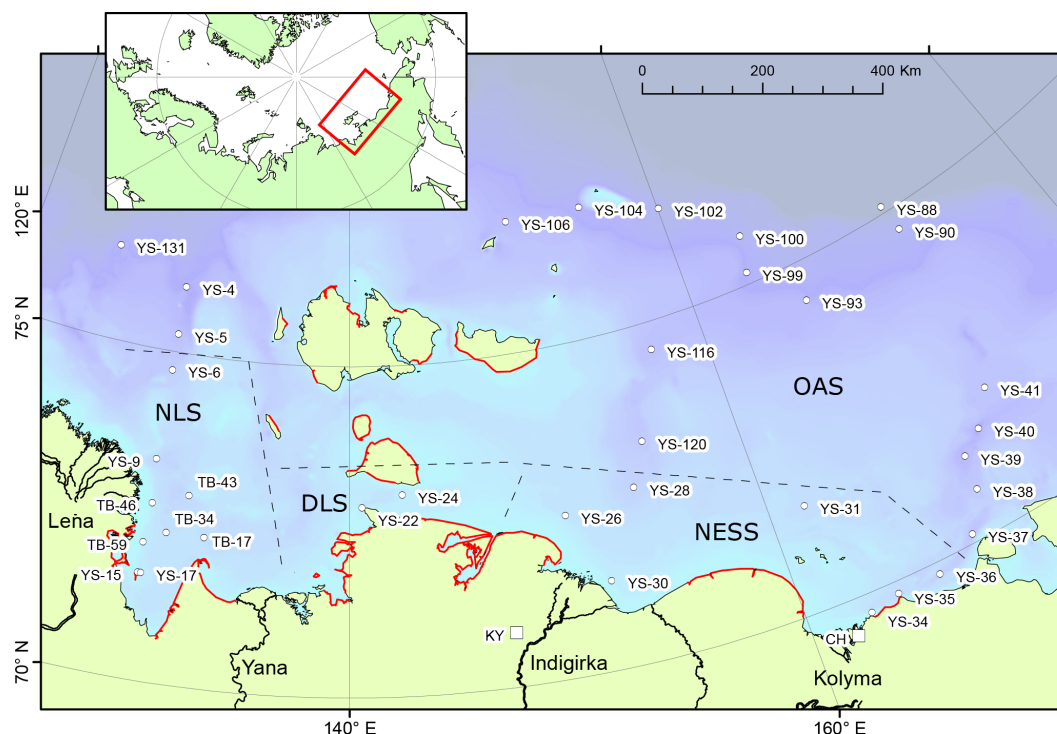 0 200 400 Km
120° E
75° N
70° N
140° E
160° E
YS-131
YS-4
YS-5
YS-6
NLS
YS-9
TB-43
TB-46
TB-34
TB-59
TB-17
YS-15
YS-17
Lena
Yana
DLS
YS-24
YS-22
YS-106
YS-104
YS-102
YS-100
YS-99
YS-88
YS-90
YS-93
YS-116
OAS
YS-120
YS-41
YS-40
YS-39
YS-38
YS-37
YS-36
YS-35
YS-34
YS-28
YS-26
NESS
YS-31
YS-30
KY
Indigirka
CH
Kolyma